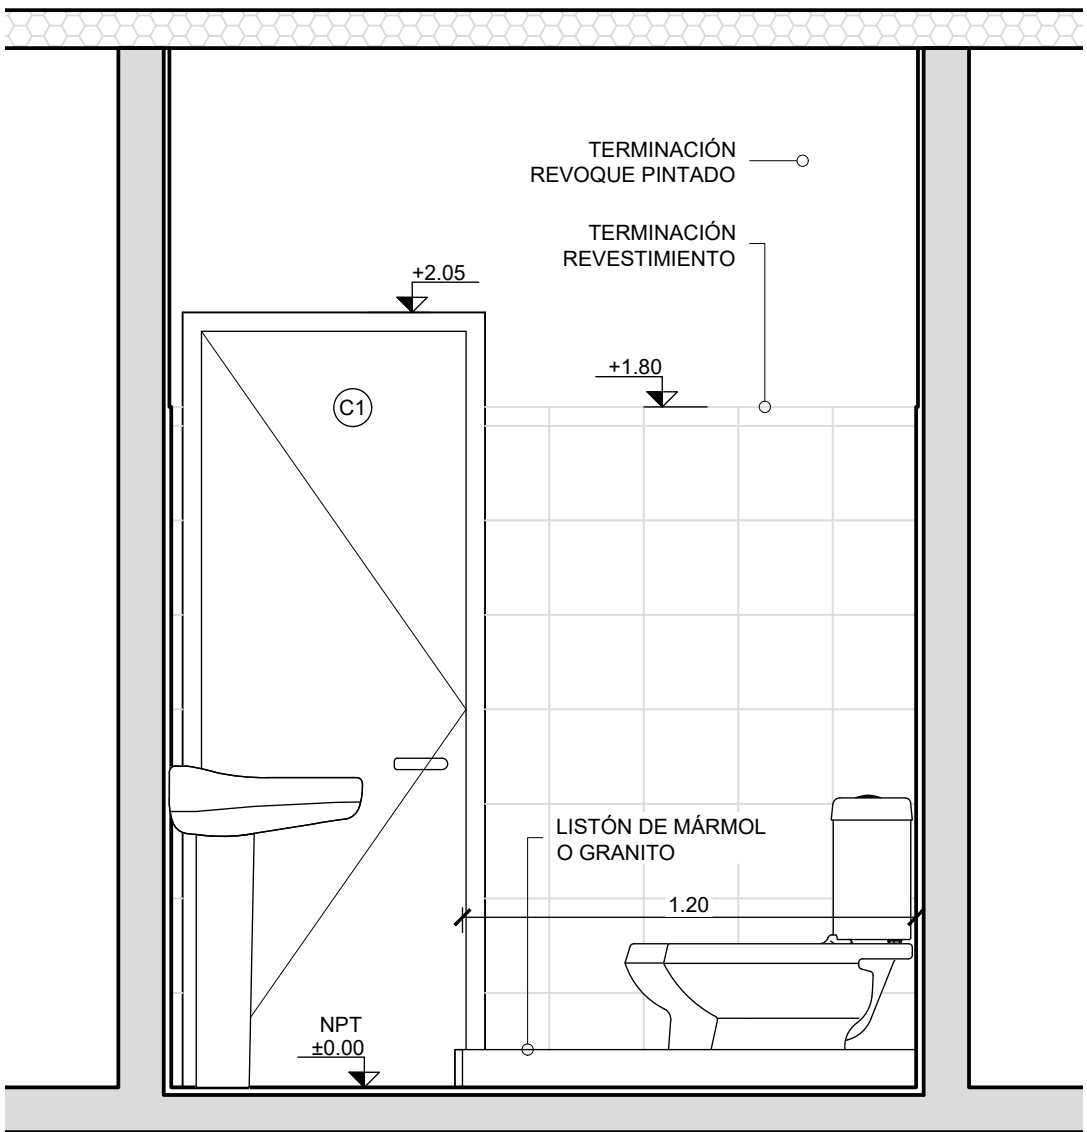 TERMINACIÓN
REVOQUE PINTADO
TERMINACIÓN
REVESTIMIENTO
+2.05
+1.80
C1
LISTÓN DE MÁRMOL
O GRANITO
1.20
NPT
±0.00